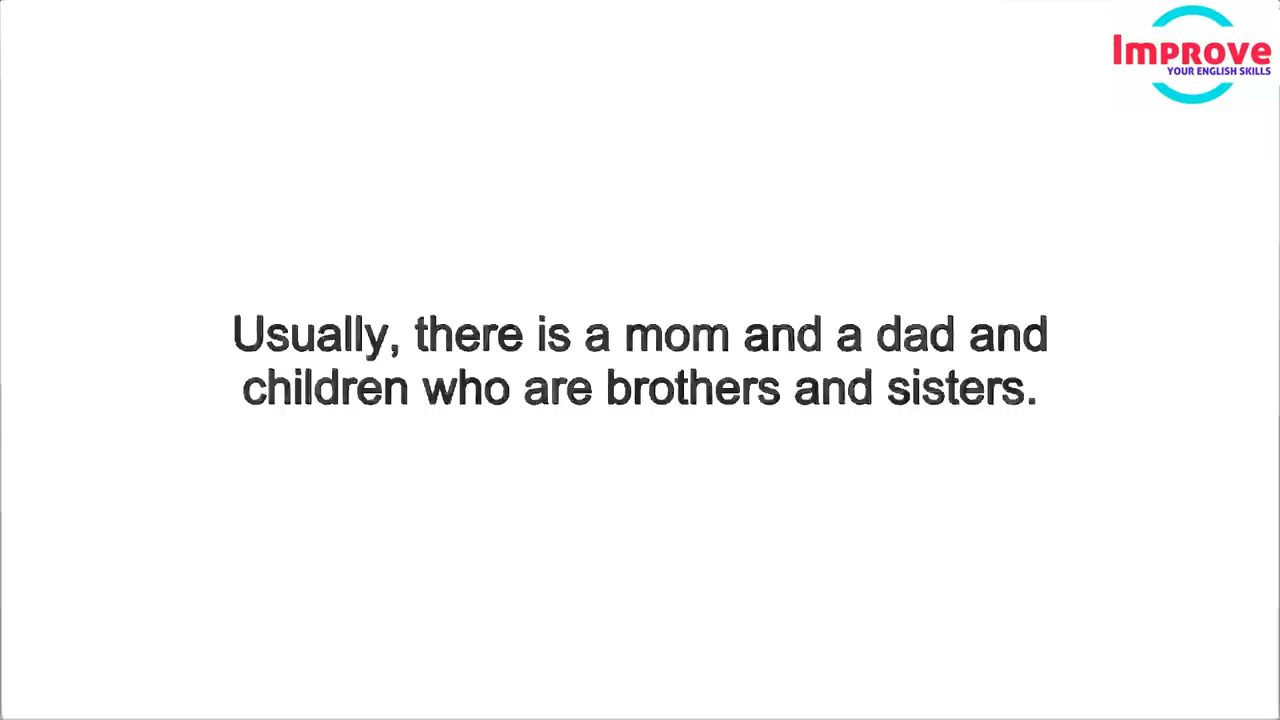 Improve
YOUR ENGLISH SKILLS
Usually, there is a mom and a dad and
children who are brothers and sisters.